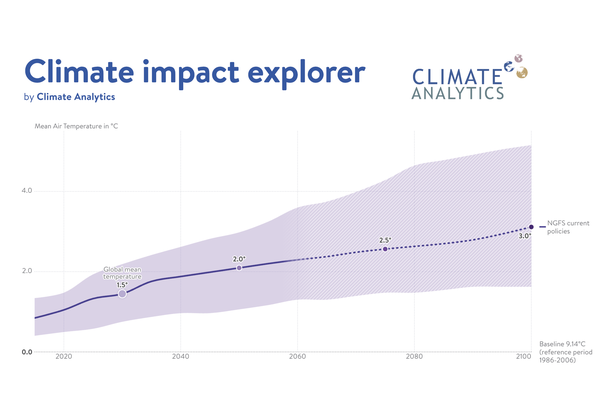 Climate impact explorer
by Climate Analytics
CLIMATE
ANALYTICS
Mean Air Temperature in °C
4.0
2.0
0.0
Global mean
temperature
1.5°
2.0°
2.5°
3.0°
NGFS current
policies
2020
2040
2060
2080
2100
Baseline 9.14°C
(reference period
1986-2006)